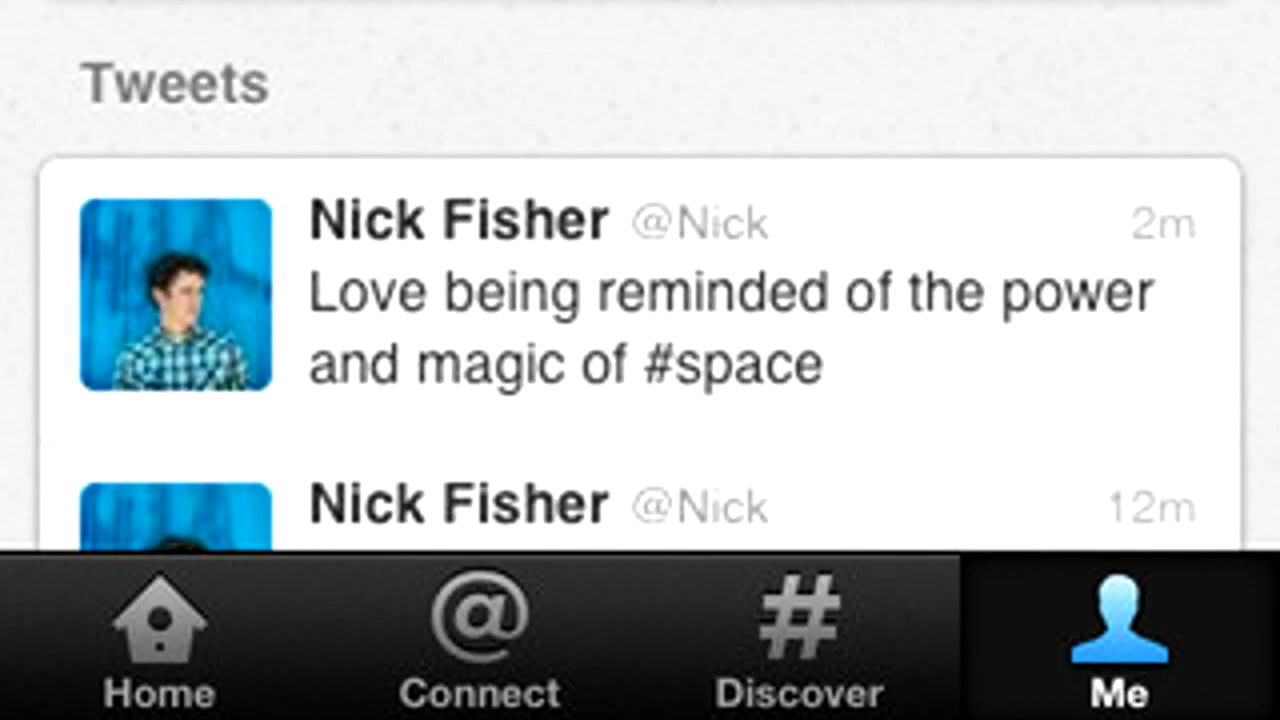 Tweets
Nick Fisher @Nick 2m
Love being reminded of the power
and magic of #space
Nick Fisher @Nick 12m
Home Connect Discover Me